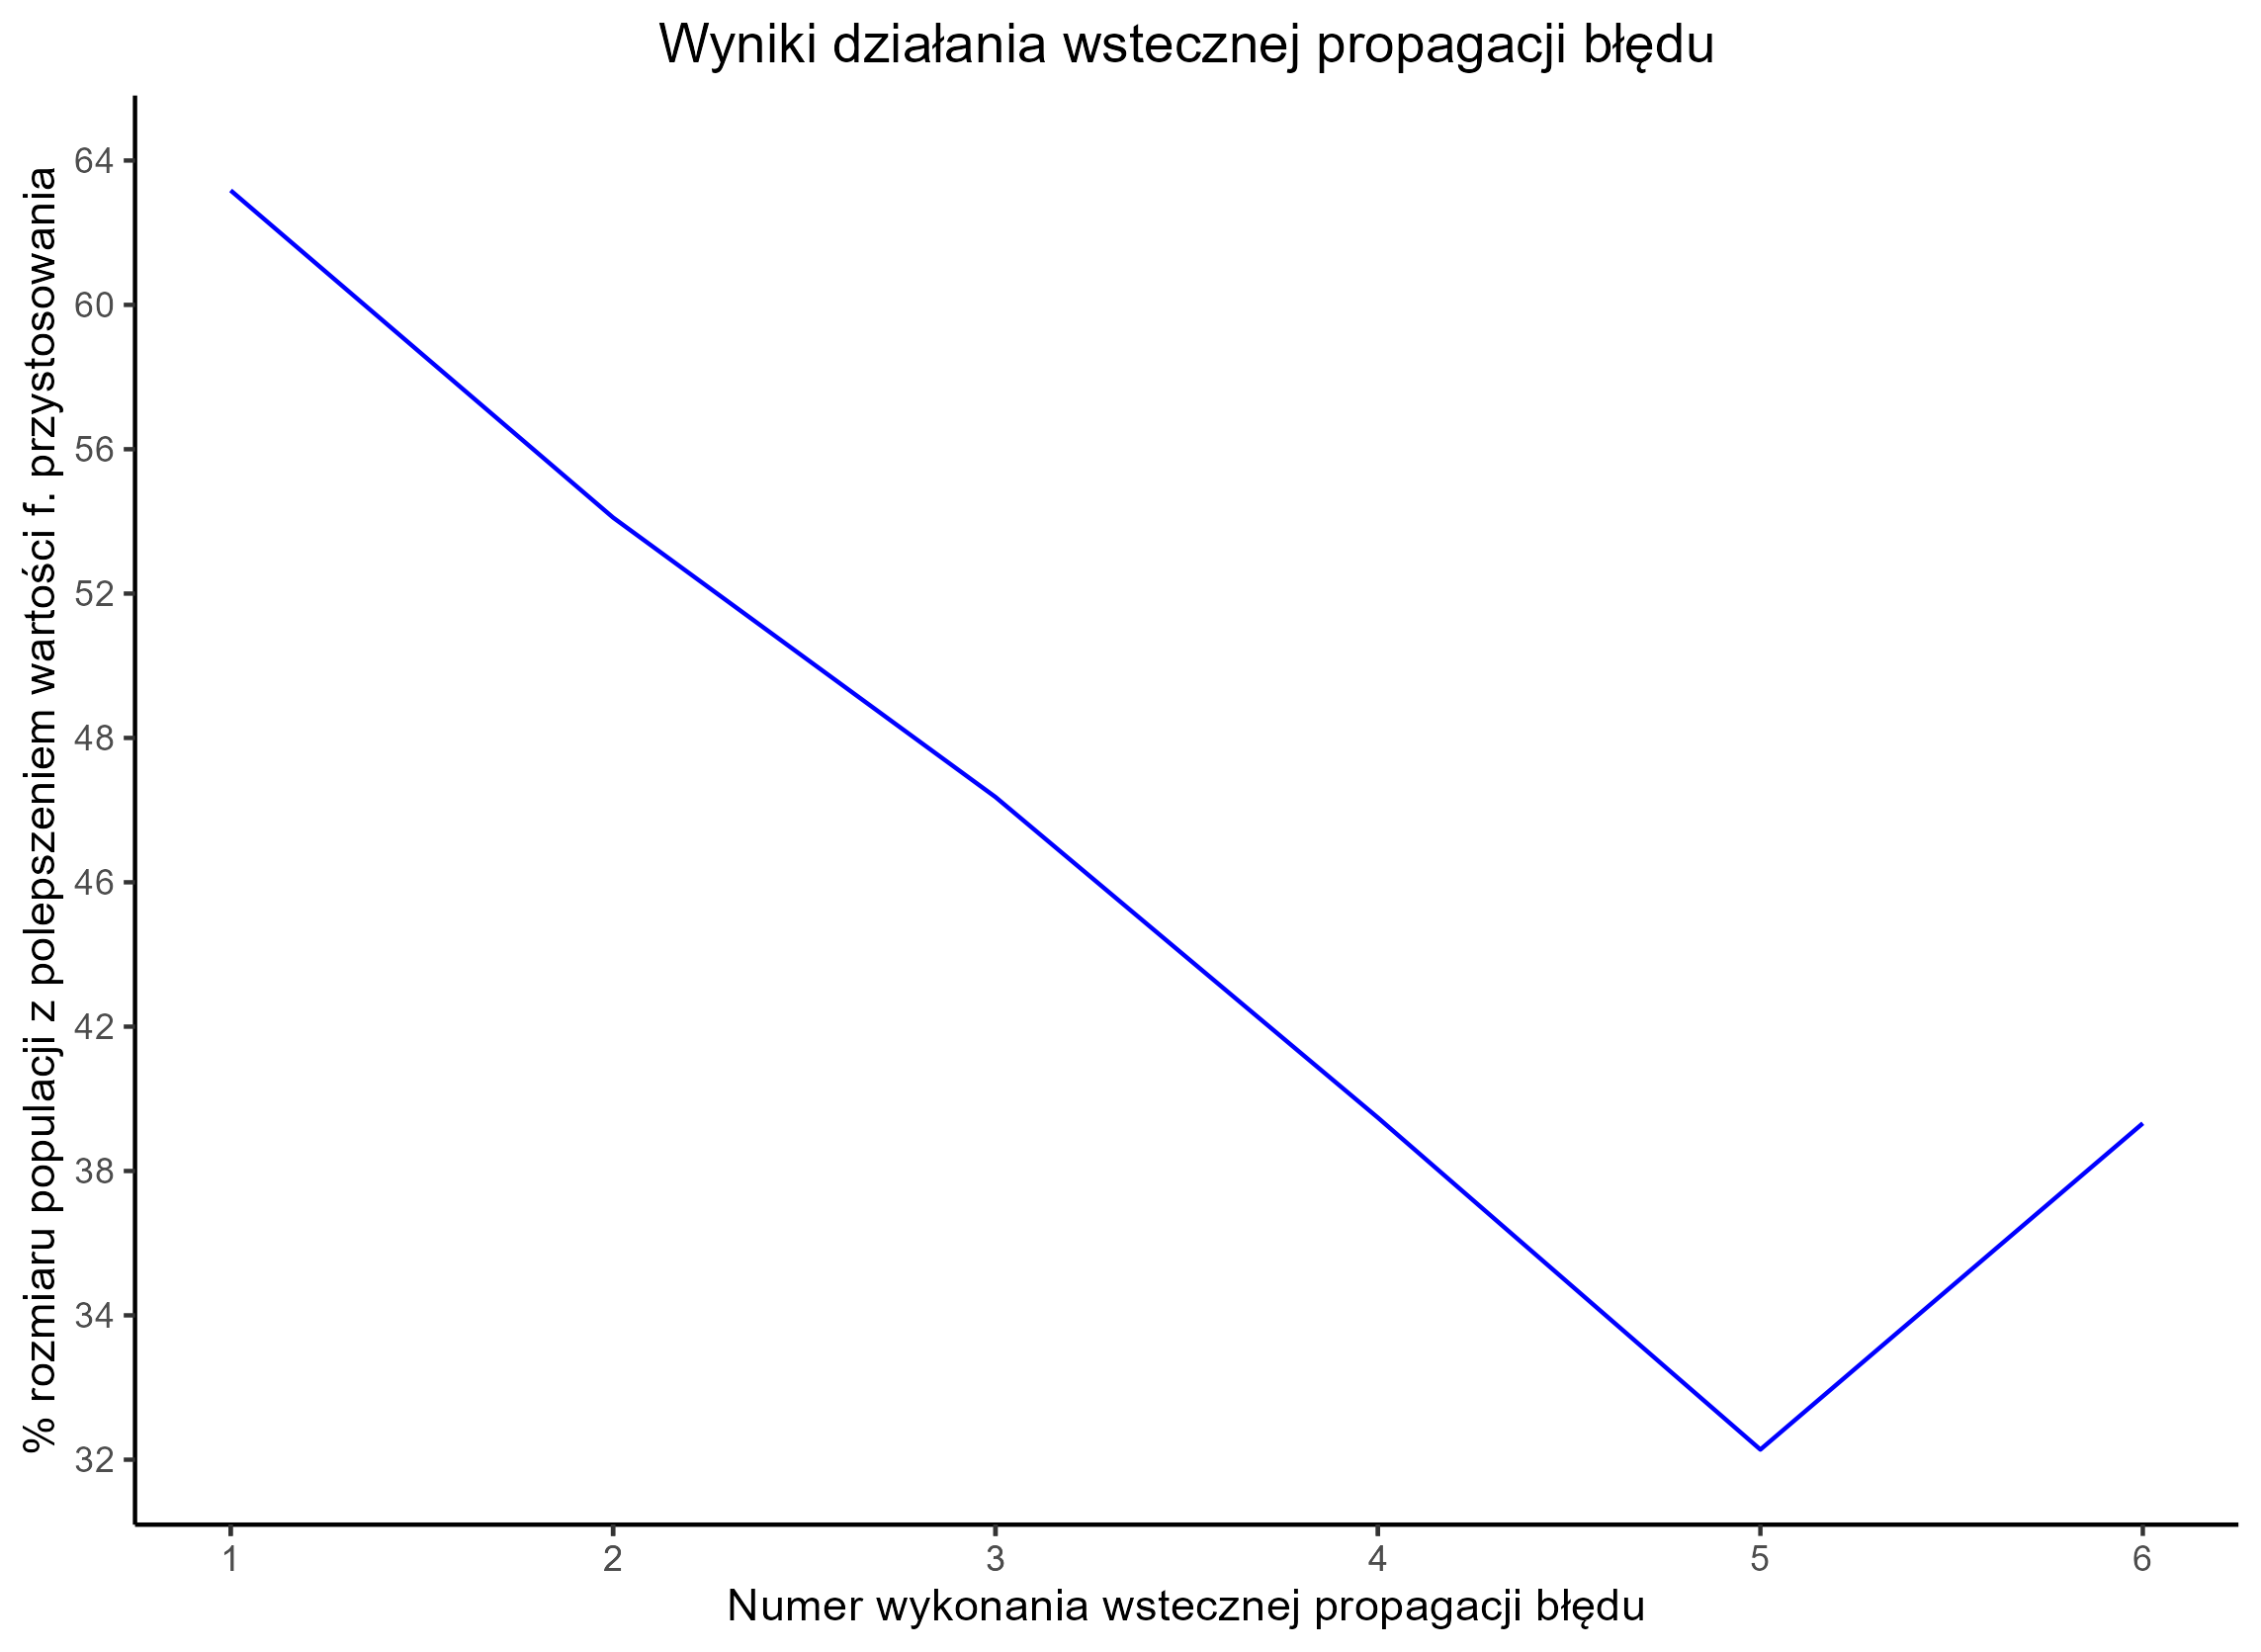 Wyniki działania wstecznej propagacji błędu
% rozmiaru populacji z polepszeniem wartości f. przystosowania
64
60
56
52
48
46
42
38
34
32
1 2 3 4 5 6
Numer wykonania wstecznej propagacji błędu